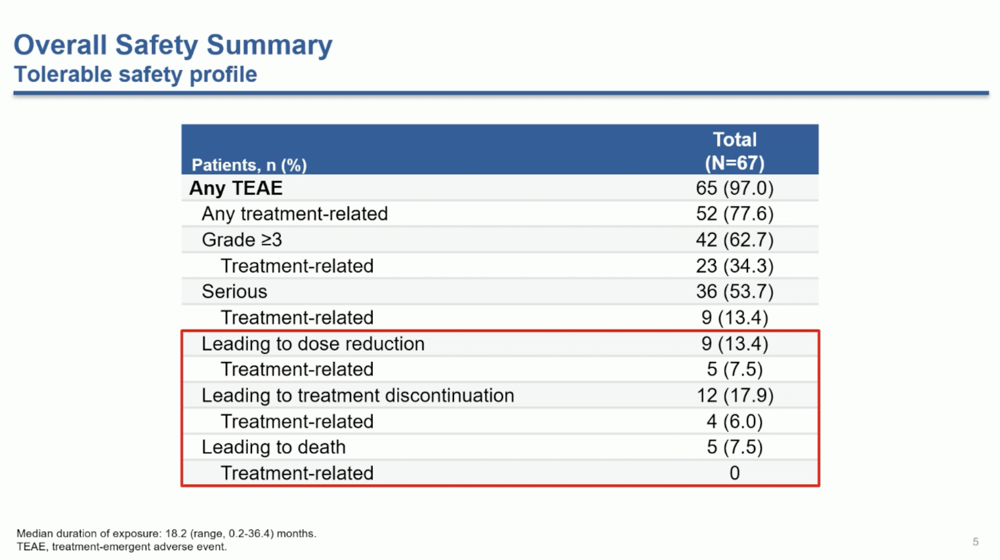 Overall Safety Summary
Tolerable safety profile
Patients, n (%)
Total
(N=67)
Any TEAE 65 (97.0)
Any treatment-related 52 (77.6)
Grade ≥3 42 (62.7)
Treatment-related 23 (34.3)
Serious 36 (53.7)
Treatment-related 9 (13.4)
Leading to dose reduction 9 (13.4)
Treatment-related 5 (7.5)
Leading to treatment discontinuation 12 (17.9)
Treatment-related 4 (6.0)
Leading to death 5 (7.5)
Treatment-related 0
Median duration of exposure: 18.2 (range, 0.2-36.4) months.
TEAE, treatment-emergent adverse event.
5